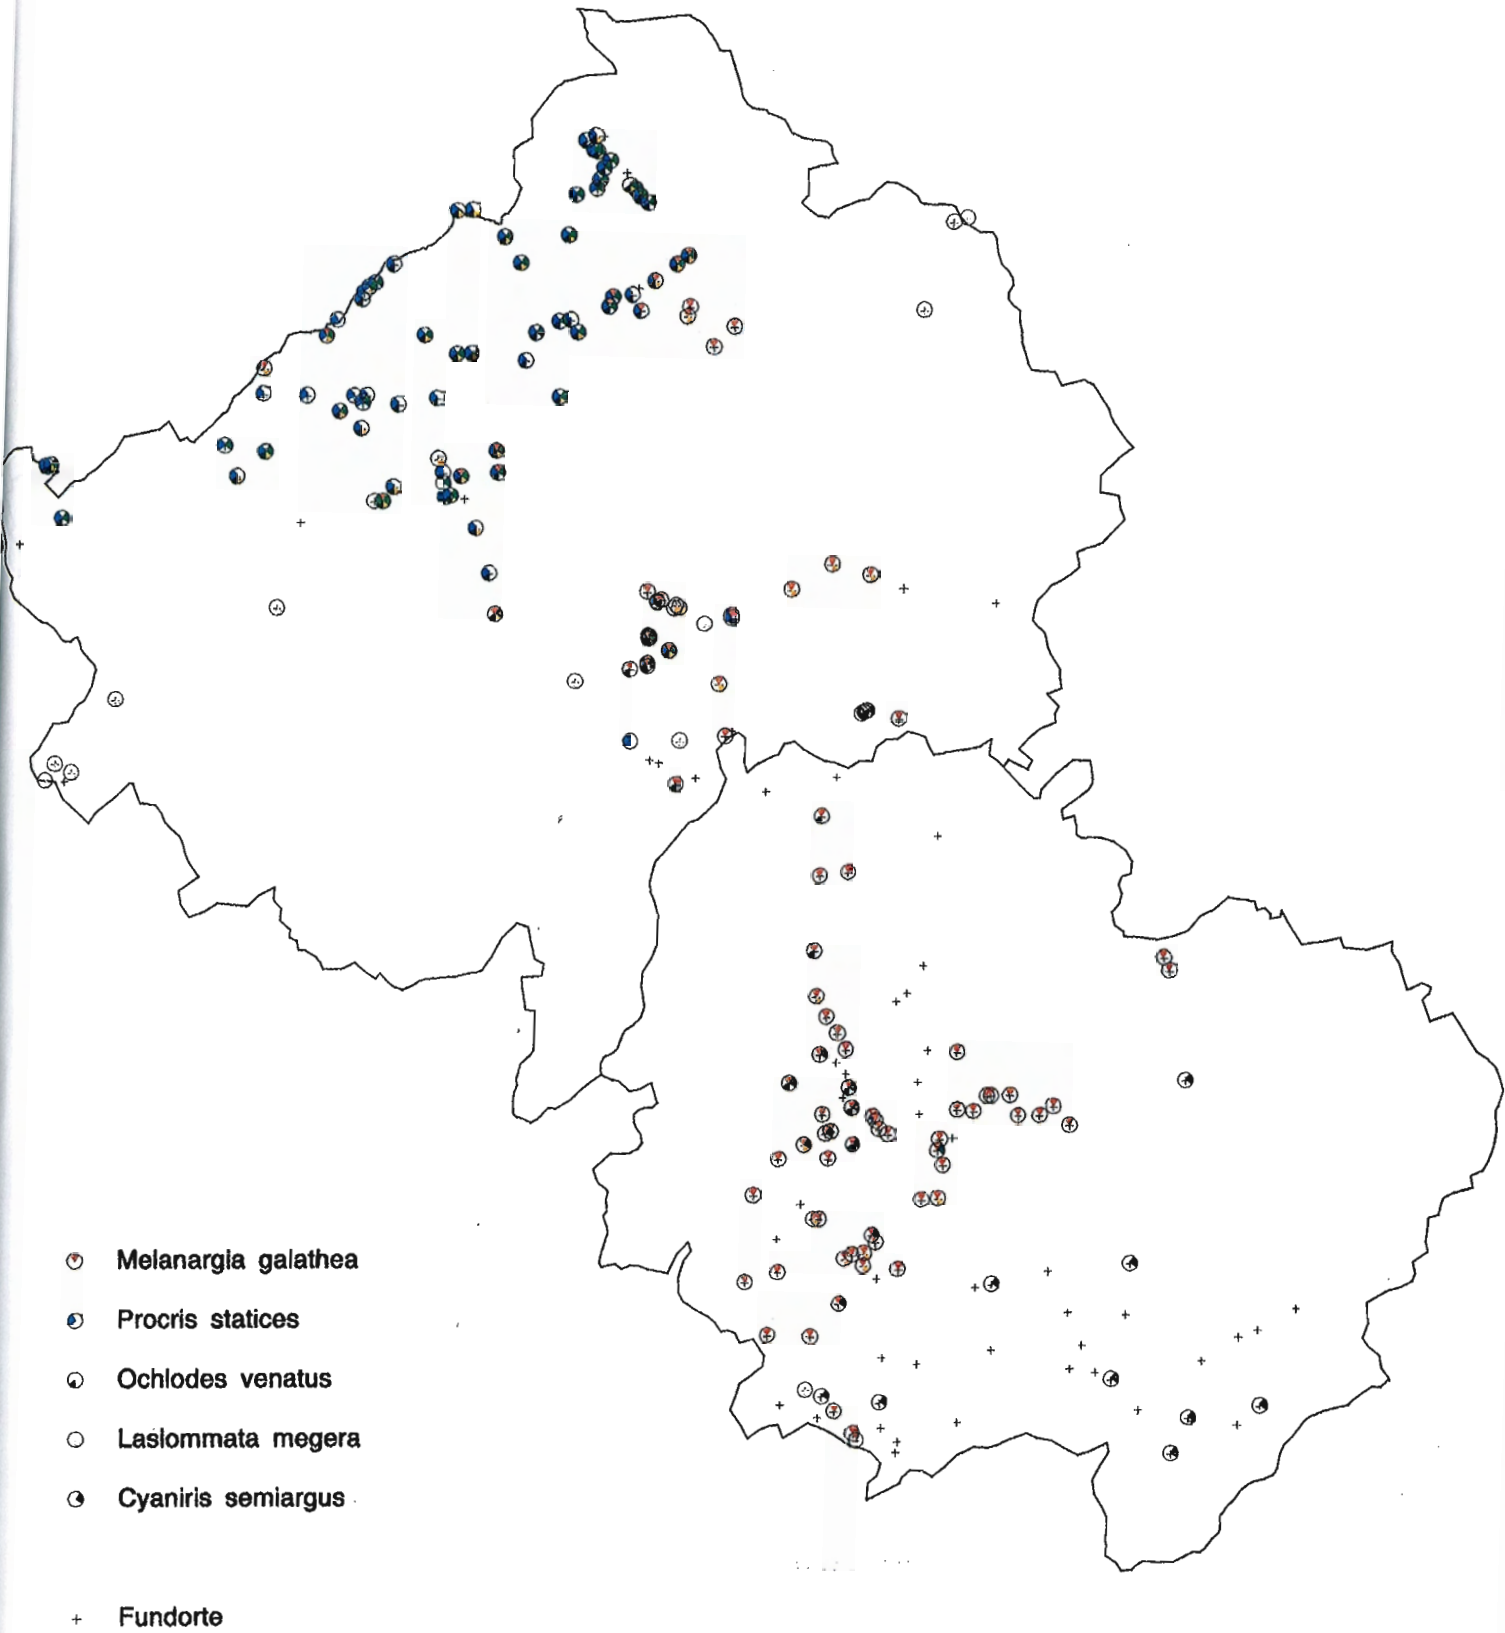 Melanargia galathea
Procris statices
Ochlodes venatus
Lasiommata megera
Cyaniris semiargus
+ Fundorte